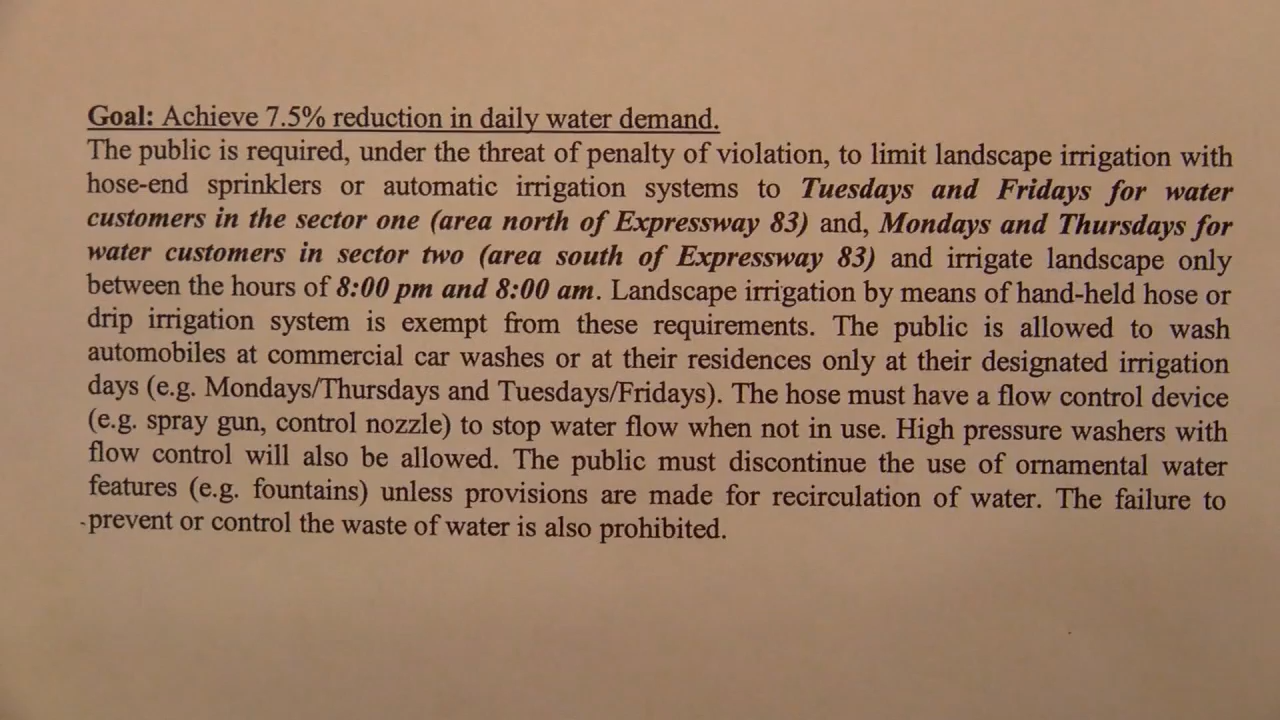 Goal: Achieve 7.5% reduction in daily water demand.
The public is required, under the threat of penalty of violation, to limit landscape irrigation with
hose-end sprinklers or automatic irrigation systems to Tuesdays and Fridays for water
customers in the sector one (area north of Expressway 83) and, Mondays and Thursdays for
water customers in sector two (area south of Expressway 83) and irrigate landscape only
between the hours of 8:00 pm and 8:00 am. Landscape irrigation by means of hand-held hose or
drip irrigation system is exempt from these requirements. The public is allowed to wash
automobiles at commercial car washes or at their residences only at their designated irrigation
days (e.g. Mondays/Thursdays and Tuesdays/Fridays). The hose must have a flow control device
(e.g. spray gun, control nozzle) to stop water flow when not in use. High pressure washers with
flow control will also be allowed. The public must discontinue the use of ornamental water
features (e.g. fountains) unless provisions are made for recirculation of water. The failure to
-prevent or control the waste of water is also prohibited.